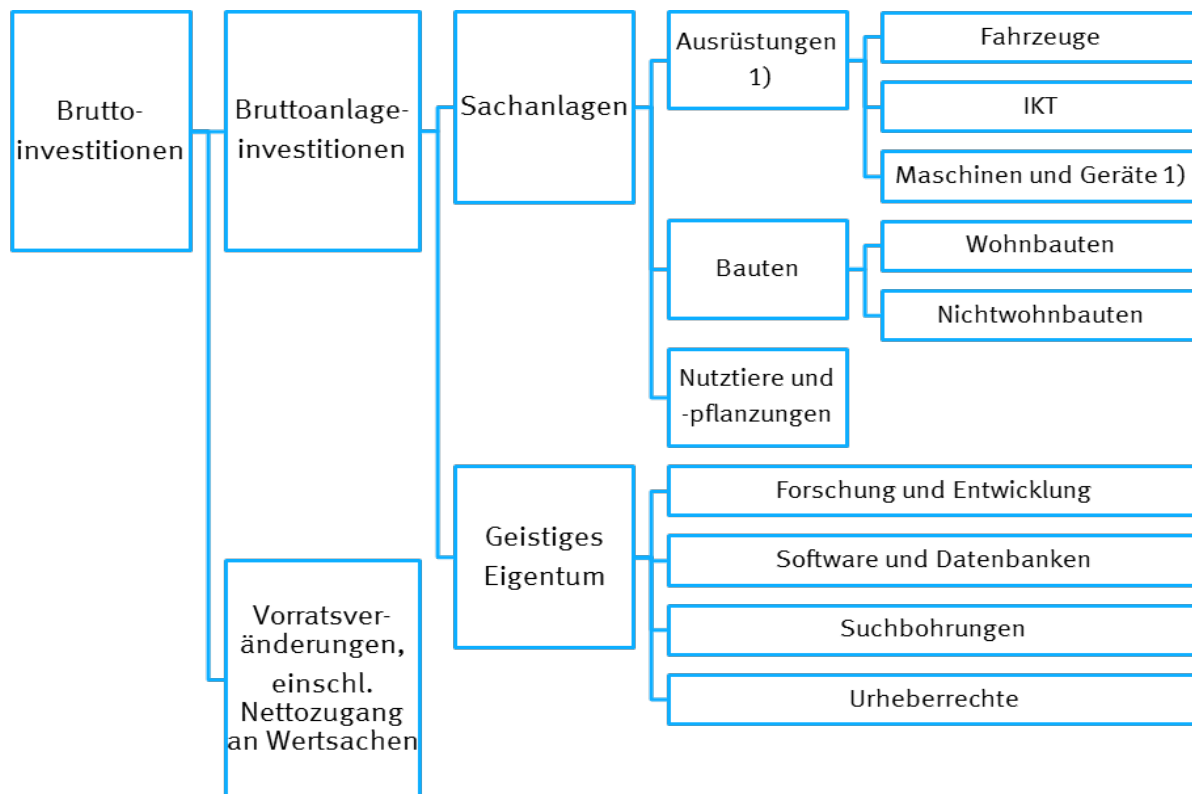 Brutto-
investitionen
Bruttoanlage-
investitionen
Sachanlagen
Ausrüstungen
1)
Fahrzeuge
IKT
Maschinen und Geräte 1)
Bauten
Wohnbauten
Nichtwohnbauten
Nutztiere und
-pflanzungen
Geistiges
Eigentum
Forschung und Entwicklung
Software und Datenbanken
Suchbohrungen
Urheberrechte
Vorratsver-
änderungen,
einschl.
Nettozugang
an Wertsachen